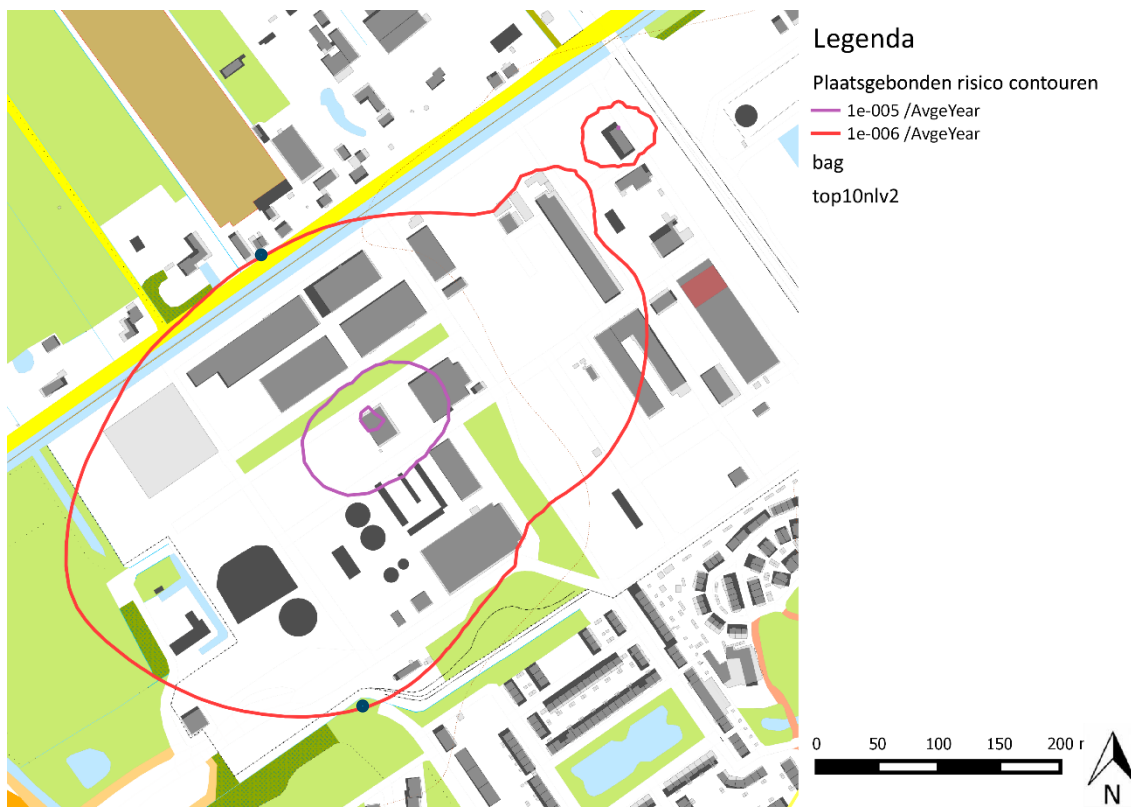 Legenda
Plaatsgebonden risico contouren
1e-005 /AvgeYear
1e-006 /AvgeYear
bag
top10nlv2
0 50 100 150 200 r
N